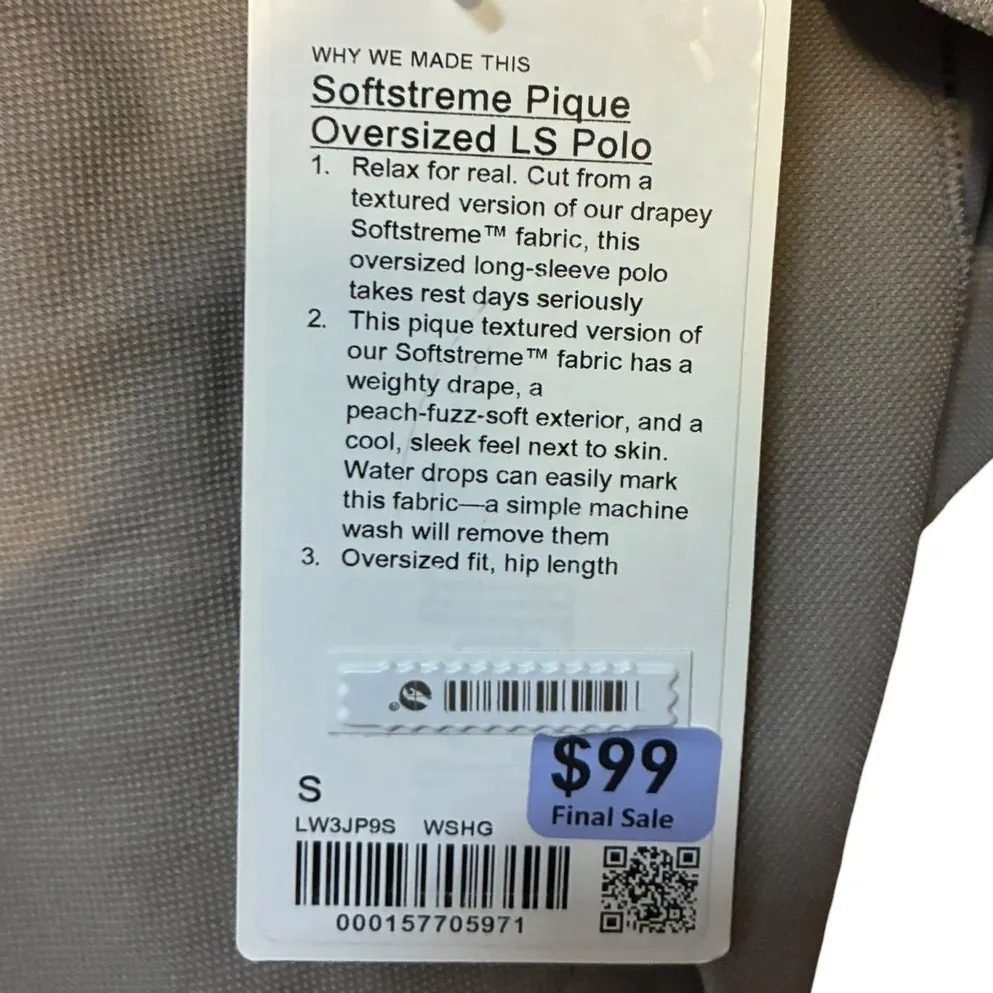 WHY WE MADE THIS
Softstreme Pique
Oversized LS Polo
1. Relax for real. Cut from a
textured version of our drapey
Softstreme™ fabric, this
oversized long-sleeve polo
takes rest days seriously
2. This pique textured version of
our Softstreme™ fabric has a
weighty drape, a
peach-fuzz-soft exterior, and a
cool, sleek feel next to skin.
Water drops can easily mark
this fabric—a simple machine
wash will remove them
3. Oversized fit, hip length
$99
Final Sale
S
LW3JP9S WSHG
000157705971